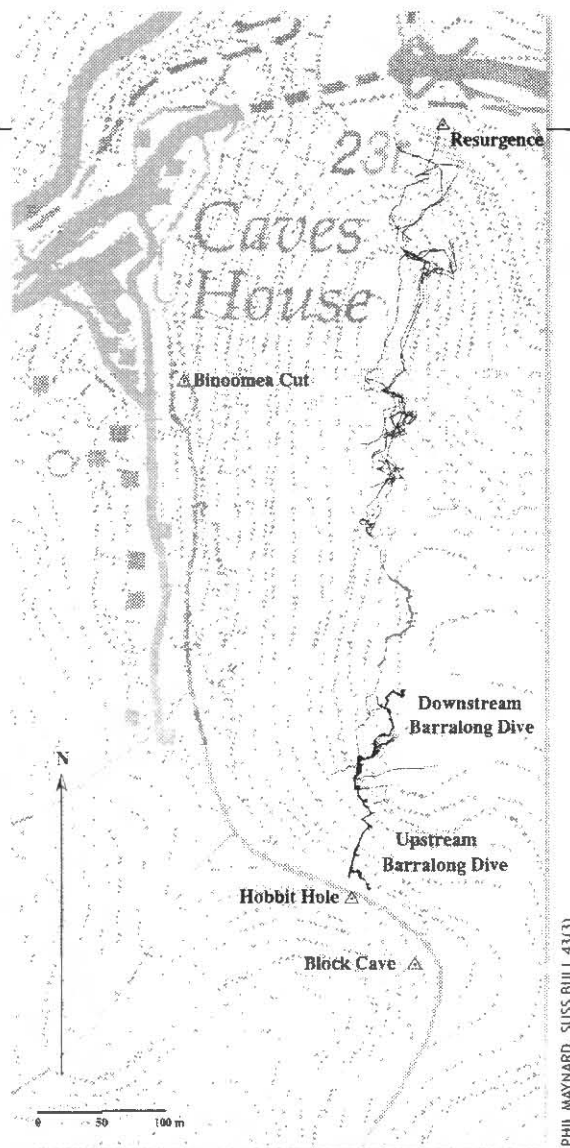 Resurgence
23
Caves
House
Binoomea Cut
Downstream
Barralong Dive
N
Upstream
Barralong Dive
Hobbit Hole
Block Cave
0 50 100 m
PHIL MAYNARD, SUSS BULL 43(3)